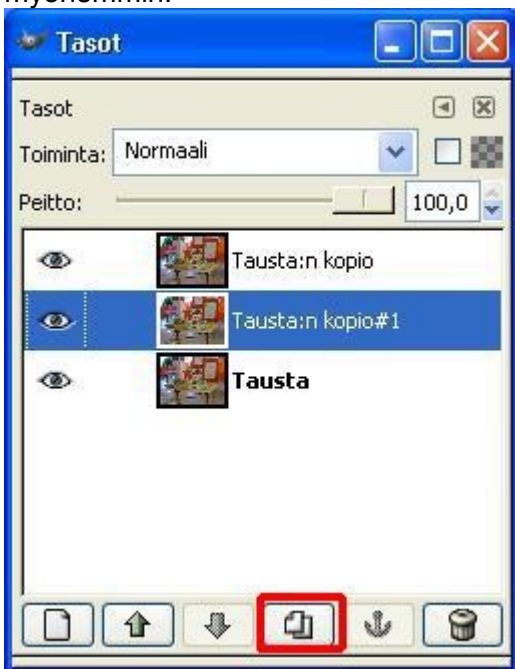 Tasot
Tasot
Toiminta: Normaali
Peitto: 100,0
Tausta:n kopio
Tausta:n kopio#1
Tausta